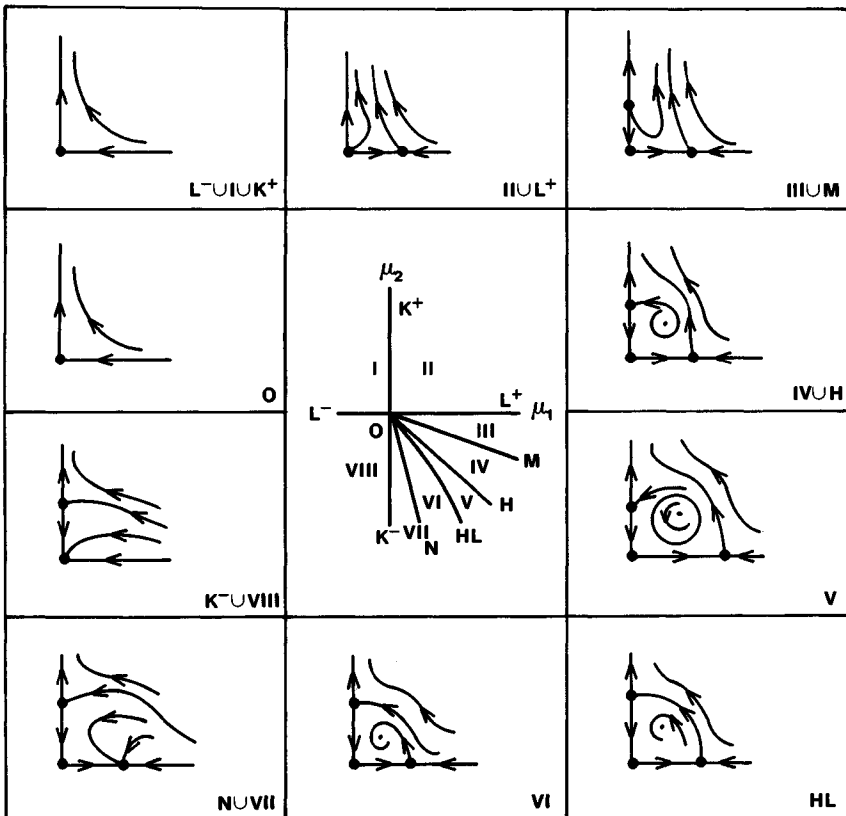 L⁻∪I∪K⁺
II∪L⁺
III∪M
O
μ₂
K⁺
I
II
L⁻
L⁺
μ₁
O
III
M
IV
H
VIII
VI
V
K⁻
VII
N
HL
IV∪H
K⁻∪VIII
V
N∪VII
VI
HL